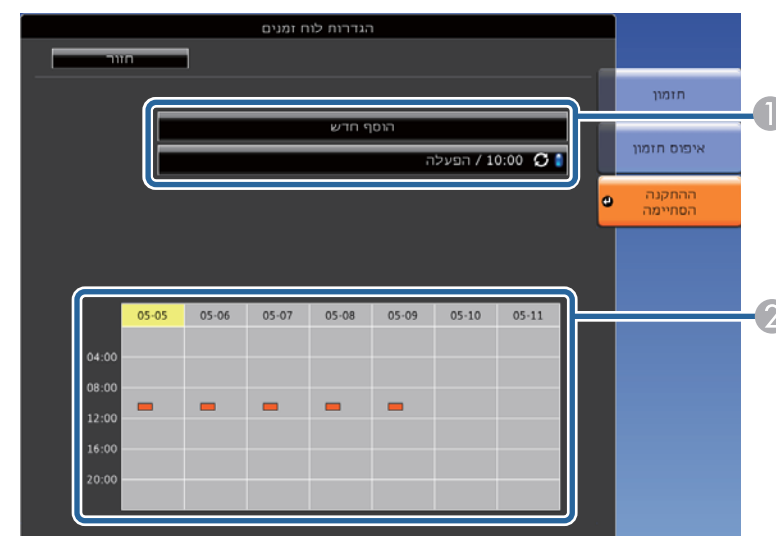 הגדרות לוח זמנים
חזור
חזמון
1
הוסף חדש
איפוס חזמון
10:00 / הפעלה
ההתקנה
הסתיימה
05-05 05-06 05-07 05-08 05-09 05-10 05-11
2
04:00
08:00
12:00
16:00
20:00